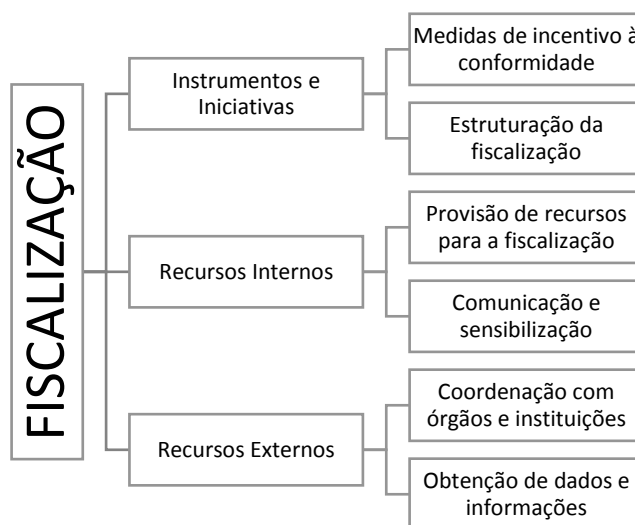 FISCALIZAÇÃO
Instrumentos e
Iniciativas
Medidas de incentivo à
conformidade
Estruturação da
fiscalização
Recursos Internos
Provisão de recursos
para a fiscalização
Comunicação e
sensibilização
Recursos Externos
Coordenação com
órgãos e instituições
Obtenção de dados e
informações